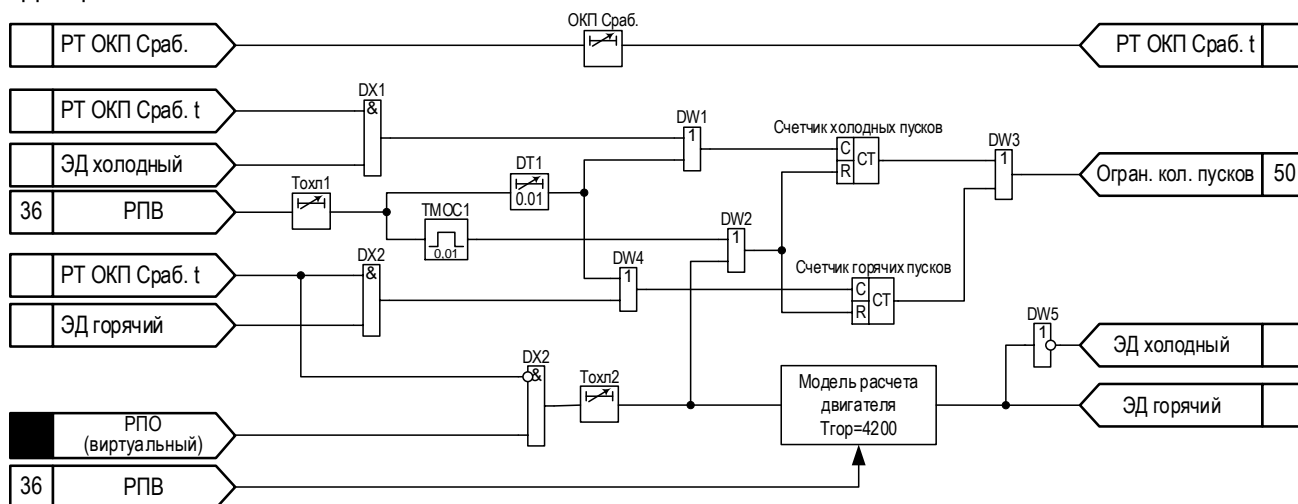 ОКП Сраб.
РТ ОКП Сраб.
РТ ОКП Сраб. t
РТ ОКП Сраб. t
DX1
&
DW1
1
Счетчик холодных пусков
C
R
CT
DW3
1
ЭД холодный
DT1
0.01
Огран. кол. пусков 50
36 РПВ
Тохл1
TMOC1
0.01
DW2
1
РТ ОКП Сраб. t
DX2
&
DW4
1
Счетчик горячих пусков
C
R
CT
ЭД горячий
DW5
1
ЭД холодный
DX2
&
Тохл2
Модель расчета
двигателя
Тгор=4200
ЭД горячий
РПО
(виртуальный)
36 РПВ